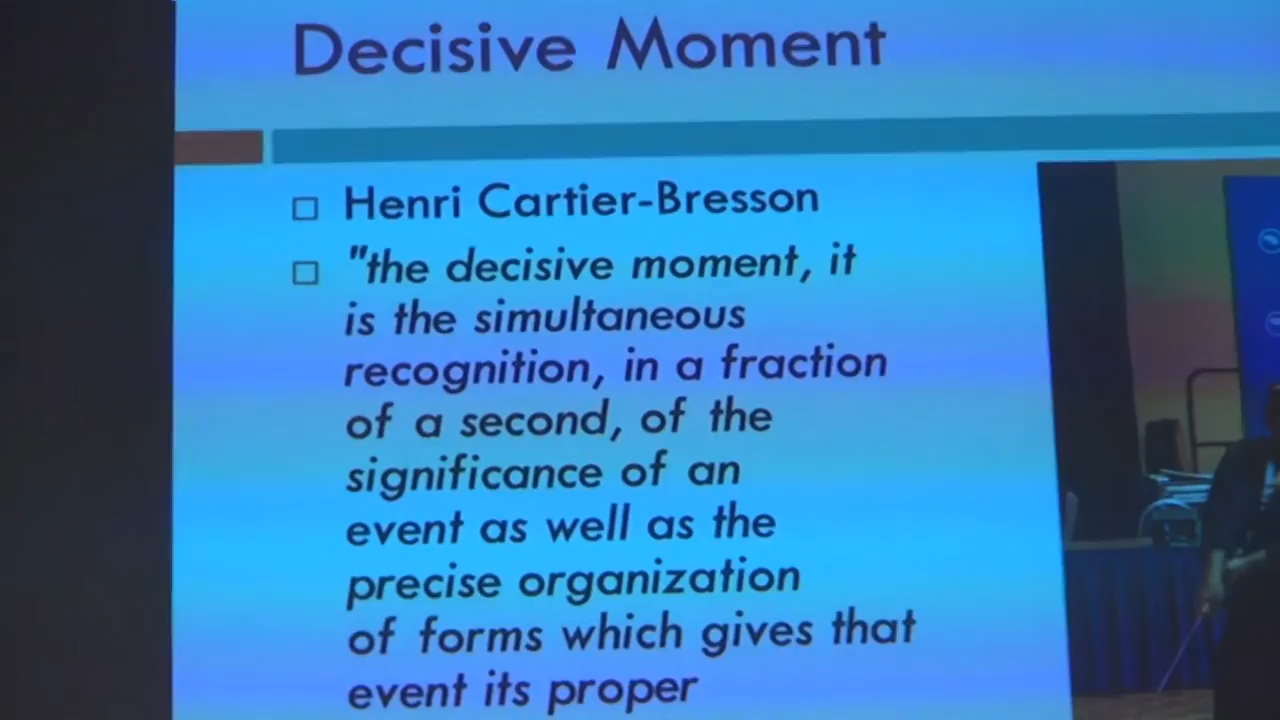 Decisive Moment
Henri Cartier-Bresson
"the decisive moment, it
is the simultaneous
recognition, in a fraction
of a second, of the
significance of an
event as well as the
precise organization
of forms which gives that
event its proper